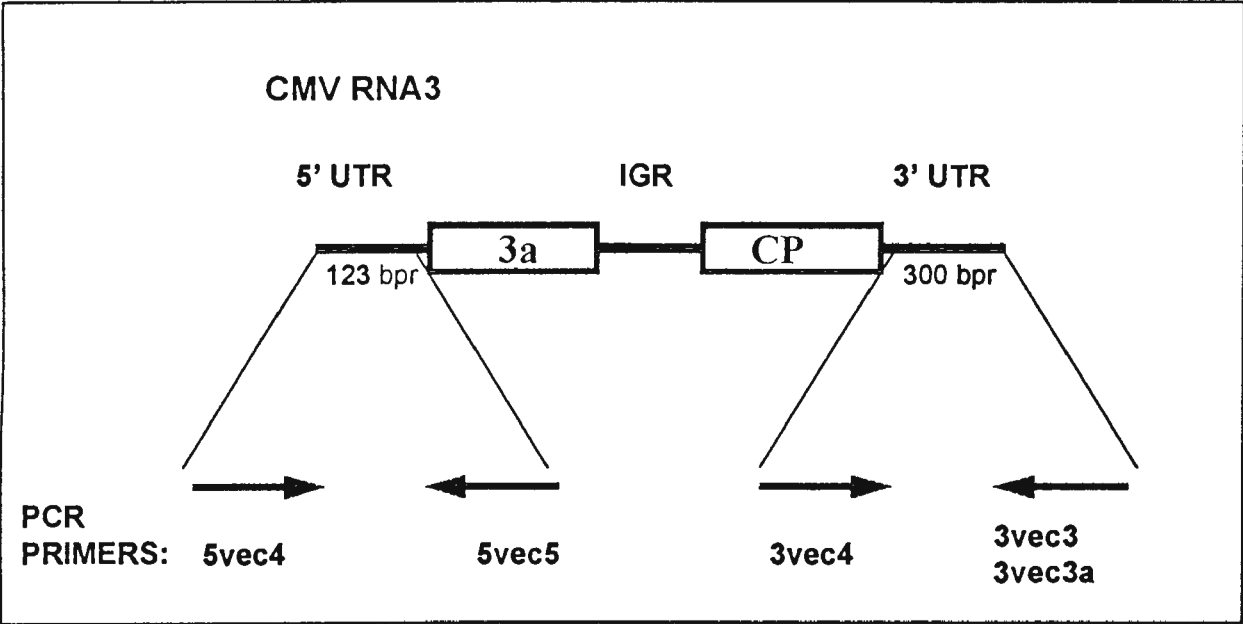 CMV RNA3
5' UTR IGR 3' UTR
3a CP
123 bpr 300 bpr
PCR
PRIMERS: 5vec4 5vec5 3vec4 3vec3
3vec3a